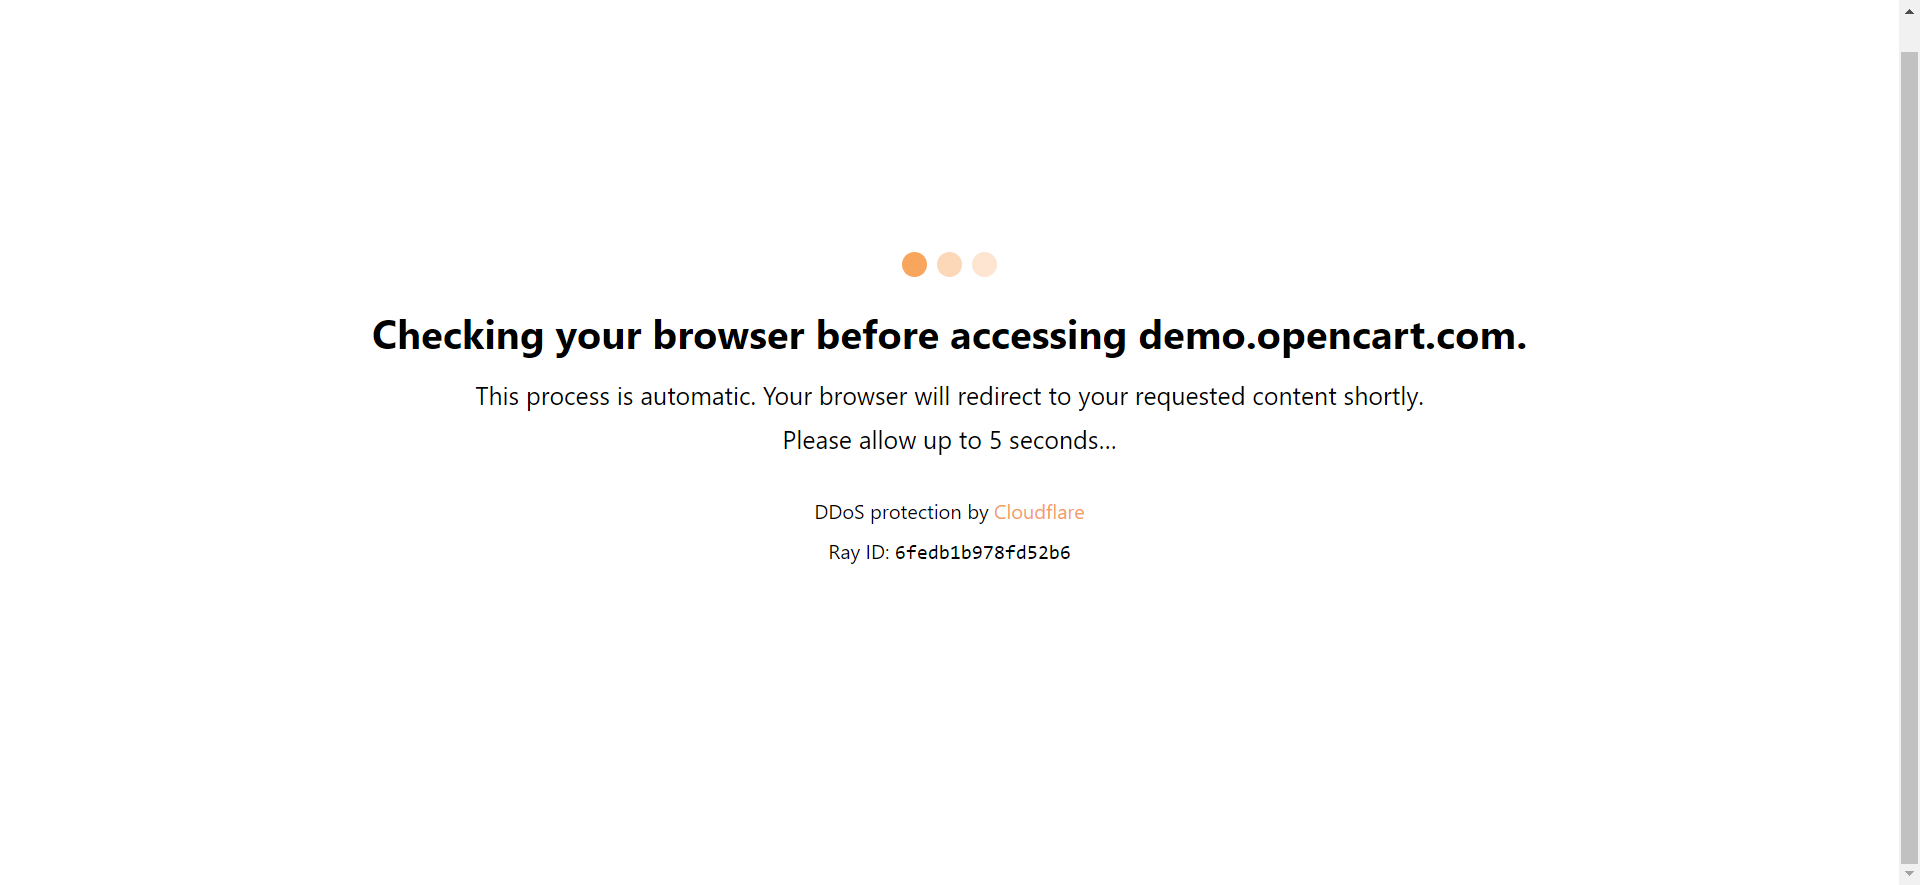 Checking your browser before accessing demo.opencart.com.
This process is automatic. Your browser will redirect to your requested content shortly.
Please allow up to 5 seconds…
DDoS protection by Cloudflare
Ray ID: 6fedb1b978fd52b6